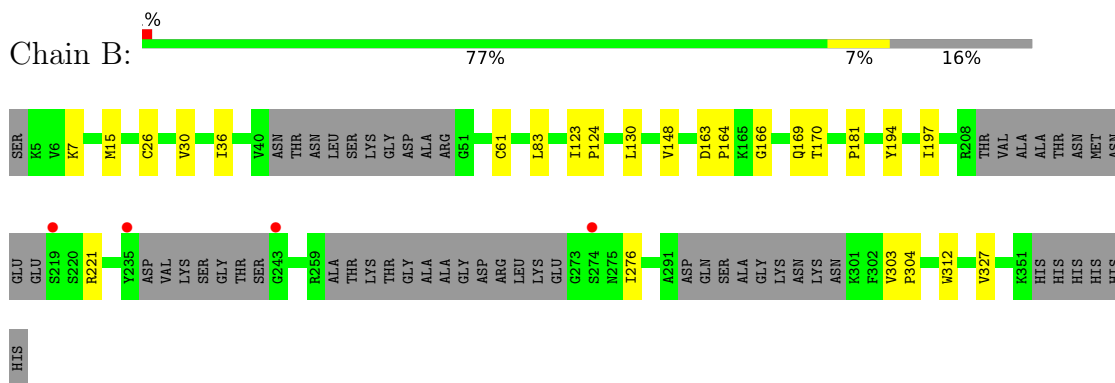 .%
Chain B:
77% 7% 16%
SER K5 V6 K7 M15 C26 V30 I36 V40 ASN THR ASN LEU SER LYS GLY ASP ALA ARG G51 C61 L83 I123 P124 L130 V148 D163 P164 K165 G166 Q169 T170 P181 Y194 I197 R208 THR VAL ALA ALA THR ASN MET ASN
GLU GLU S219 S220 R221 Y235 ASP VAL LYS SER GLY THR SER G243 R259 ALA THR LYS THR THR GLY ALA ALA GLY ASP ARG LEU LYS GLU G273 S274 N275 I276 A291 ASP GLN SER ALA GLY LYS ASN LYS ASN K301 F302 V303 P304 W312 V327 K351 HIS HIS HIS HIS HIS
HIS